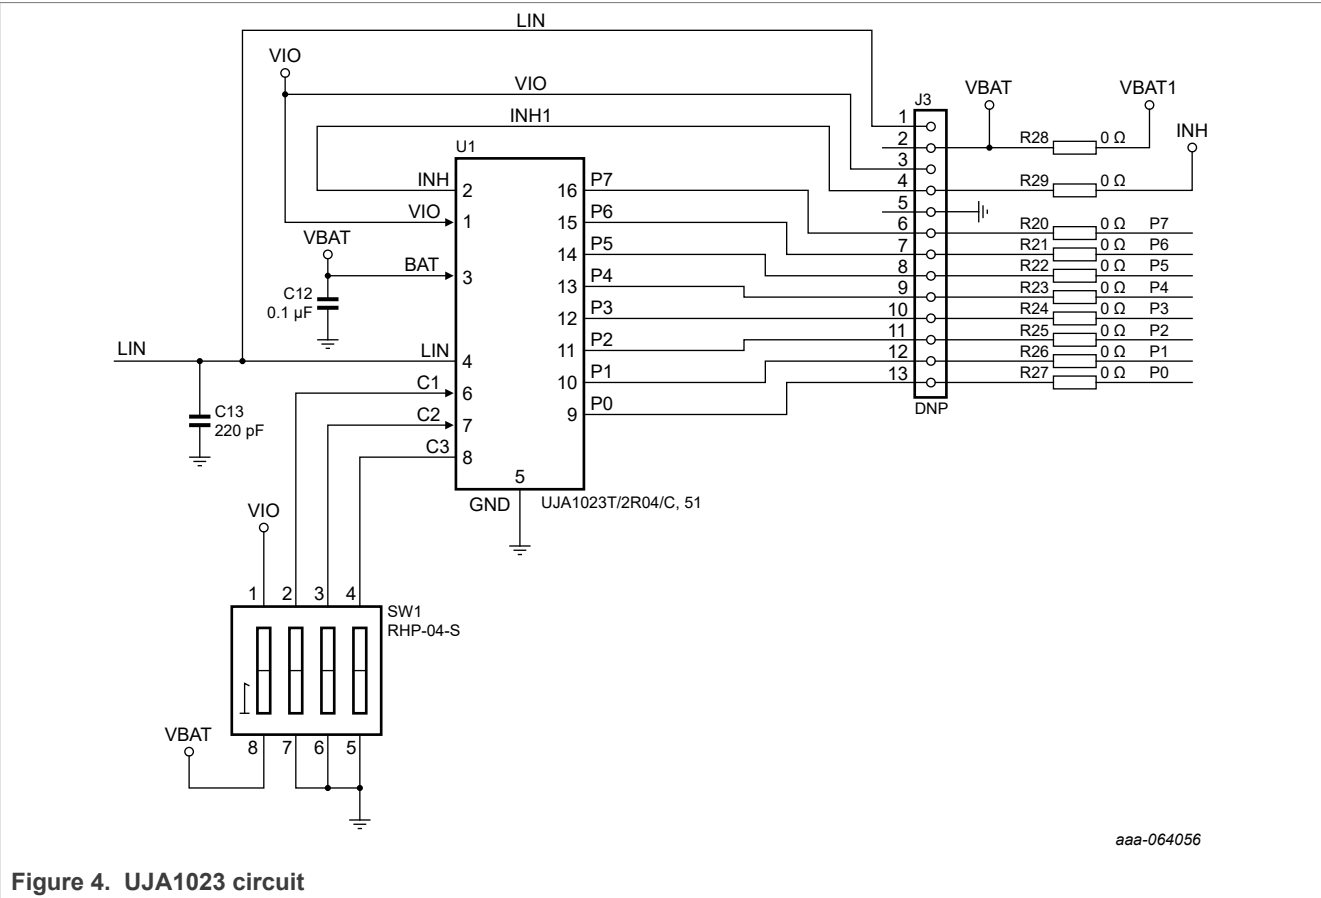 LIN
VIO
VIO
INH1
J3
VBAT
VBAT1
INH
U1
INH 2
VIO 1
VBAT
BAT 3
C12
0.1 µF
LIN
LIN 4
C1 6
C2 7
C3 8
C13
220 pF
16 P7
15 P6
14 P5
13 P4
12 P3
11 P2
10 P1
9 P0
5
GND
UJA1023T/2R04/C, 51
1
2 R28 0 Ω
3
4 R29 0 Ω
5
6 R20 0 Ω P7
7 R21 0 Ω P6
8 R22 0 Ω P5
9 R23 0 Ω P4
10 R24 0 Ω P3
11 R25 0 Ω P2
12 R26 0 Ω P1
13 R27 0 Ω P0
DNP
VIO
1 2 3 4
SW1
RHP-04-S
VBAT
8 7 6 5
aaa-064056
Figure 4. UJA1023 circuit